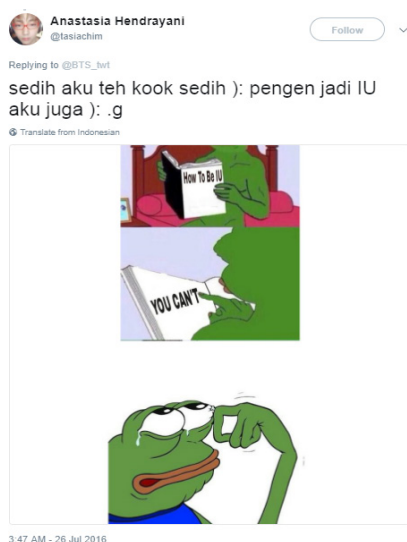 Anastasia Hendrayani
@tasiachim
Follow
Replying to @BTS_twt
sedih aku teh kook sedih ): pengen jadi IU
aku juga ): .g
Translate from Indonesian
How To Be IU
YOU CAN'T
3:47 AM - 26 Jul 2016